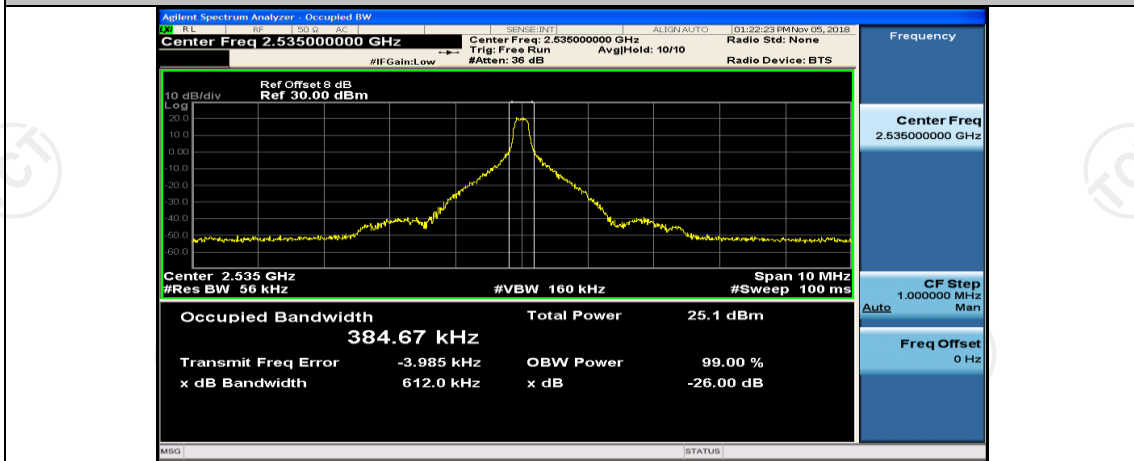 Agilent Spectrum Analyzer - Occupied BW
LXI RL RF 50 Ω AC SENSE:INT ALIGN AUTO 01:22:23 PM Nov 05, 2018
Center Freq 2.535000000 GHz
Center Freq: 2.535000000 GHz Radio Std: None
Trig: Free Run Avg|Hold: 10/10
#IFGain:Low #Atten: 36 dB Radio Device: BTS
Ref Offset 8 dB
10 dB/div Ref 30.00 dBm
Log
20.0
10.0
0.00
-10.0
-20.0
-30.0
-40.0
-50.0
-60.0
Center 2.535 GHz Span 10 MHz
#Res BW 56 kHz #VBW 160 kHz #Sweep 100 ms
Occupied Bandwidth Total Power 25.1 dBm
384.67 kHz
Transmit Freq Error -3.985 kHz OBW Power 99.00 %
x dB Bandwidth 612.0 kHz x dB -26.00 dB
MSG STATUS
Frequency
Center Freq
2.535000000 GHz
CF Step
1.000000 MHz
Auto Man
Freq Offset
0 Hz
TCT